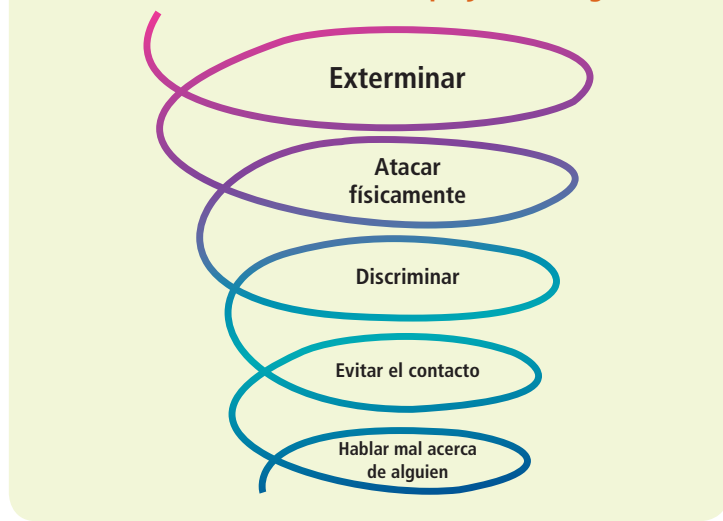 Exterminar
Atacar
físicamente
Discriminar
Evitar el contacto
Hablar mal acerca
de alguien